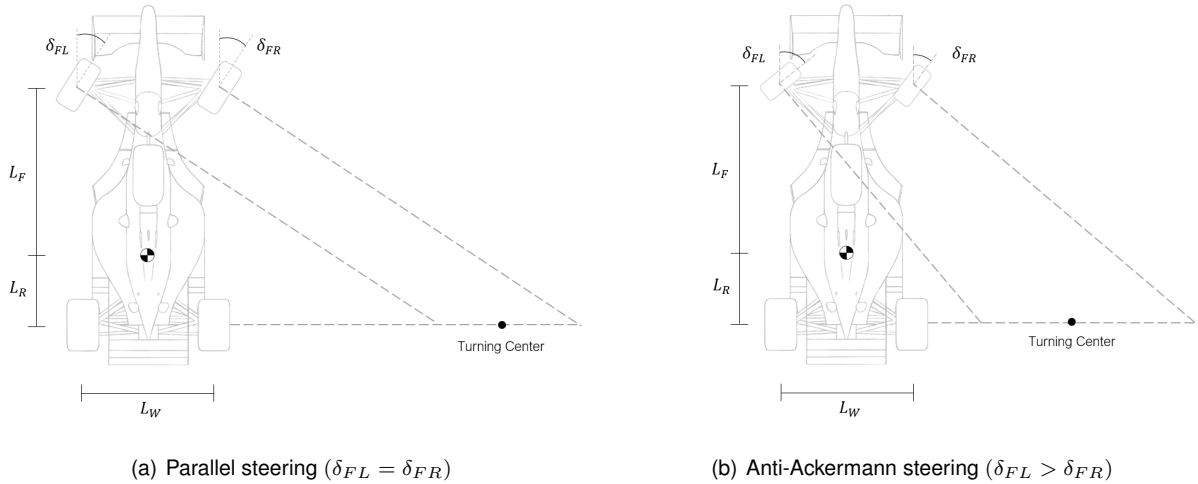 δ_FL δ_FR
L_F
L_R
Turning Center
L_W
(a) Parallel steering (δ_FL = δ_FR)
δ_FL δ_FR
L_F
L_R
Turning Center
L_W
(b) Anti-Ackermann steering (δ_FL > δ_FR)